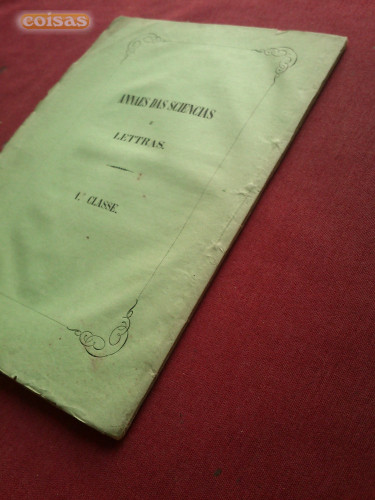 coisas
ANNAES DAS SCIENCIAS
E
LETTRAS.
1.ª CLASSE.